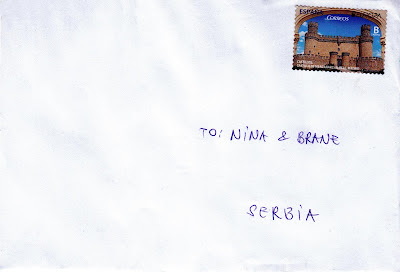 ESPAÑA
Correos
B
TO: NiNA & BRANE
SERBiA